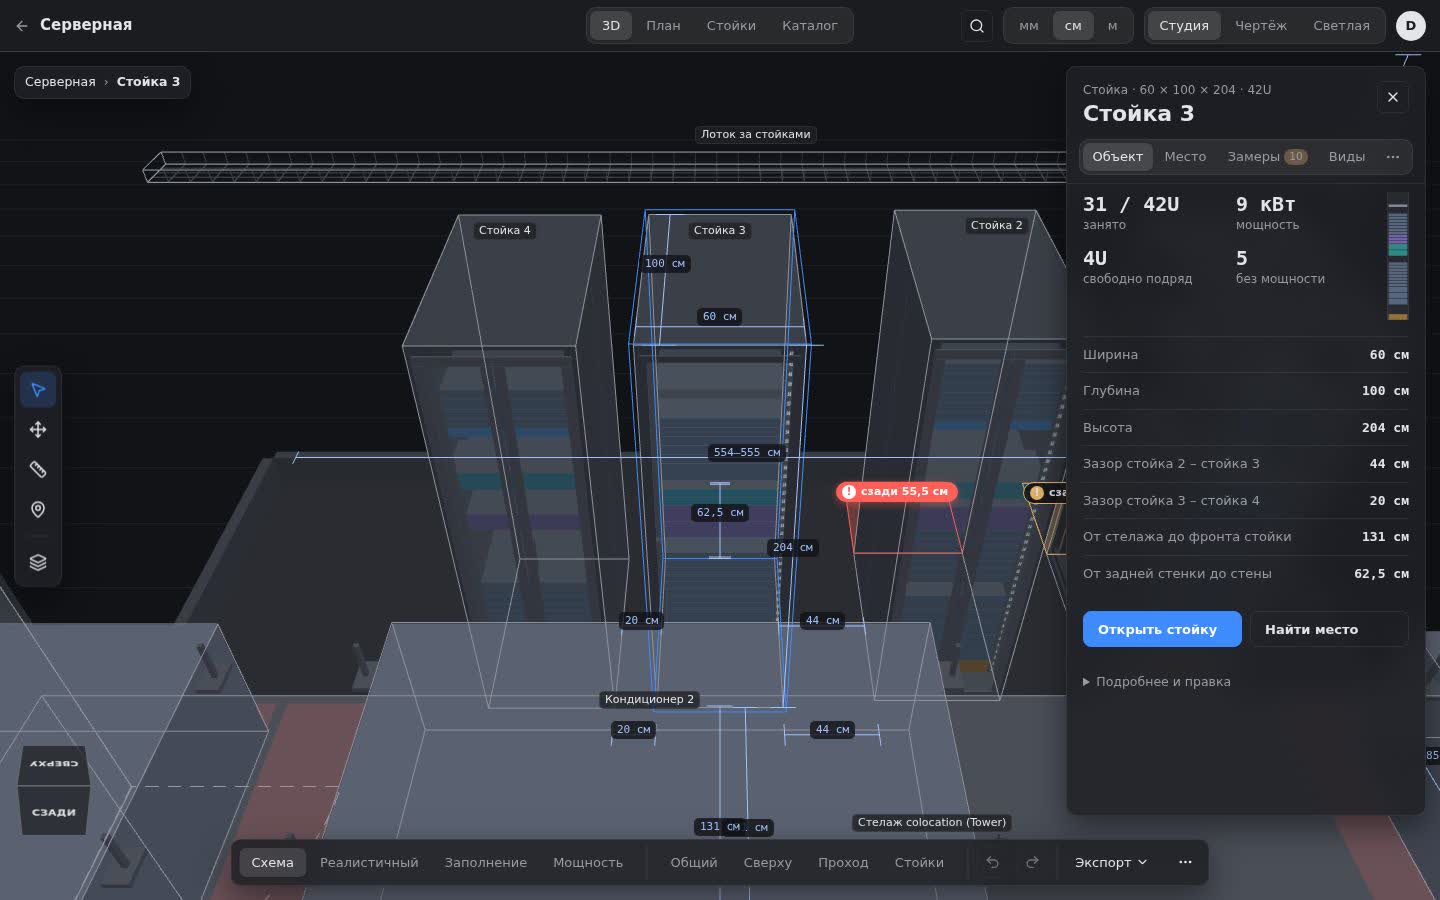 Серверная
3D План Стойки Каталог
мм см м
Студия Чертёж Светлая
D
Серверная › Стойка 3
Стойка · 60 × 100 × 204 · 42U
Стойка 3
Объект Место Замеры 10 Виды
31 / 42U
занято
9 кВт
мощность
4U
свободно подряд
5
без мощности
Ширина 60 см
Глубина 100 см
Высота 204 см
Зазор стойка 2 – стойка 3 44 см
Зазор стойка 3 – стойка 4 20 см
От стелажа до фронта стойки 131 см
От задней стенки до стены 62,5 см
Открыть стойку Найти место
Подробнее и правка
Лоток за стойками
Стойка 4
Стойка 3
Стойка 2
100 см
60 см
554–555 см
сзади 55,5 см
62,5 см
204 см
20 см
44 см
Кондиционер 2
20 см
44 см
131 см
см
Стелаж colocation (Tower)
СВЕРХУ
СЗАДИ
Схема Реалистичный Заполнение Мощность Общий Сверху Проход Стойки Экспорт